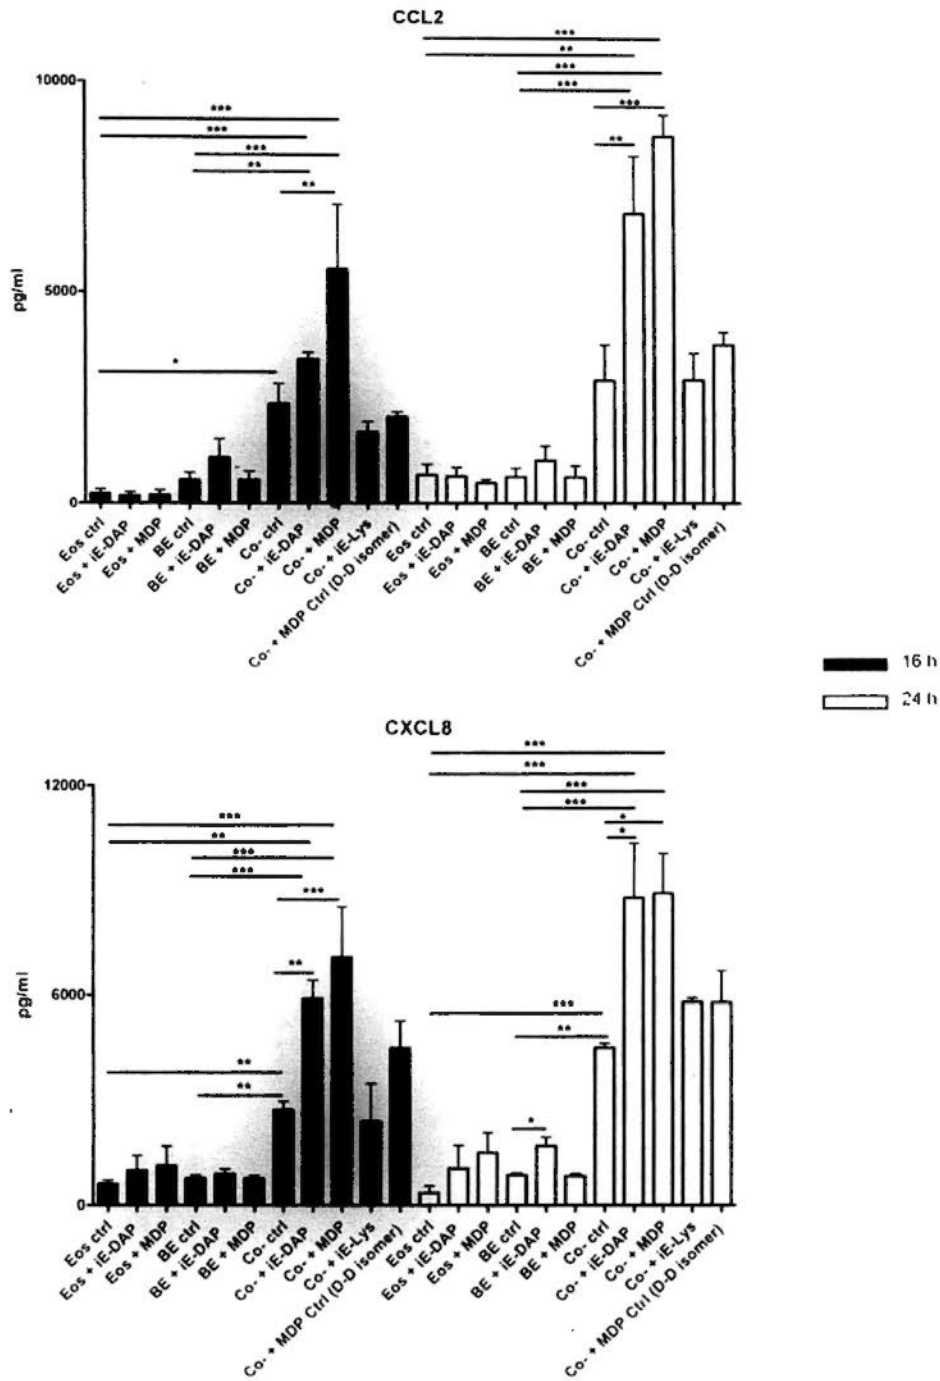 CCL2
***
**
***
***
***
**
***
***
***
**
**
*
10000
5000
0
pg/ml
Eos ctrl
Eos + iE-DAP
Eos + MDP
BE ctrl
BE + iE-DAP
BE + MDP
Co- ctrl
Co- + iE-DAP
Co- + MDP
Co- + iE-Lys
Co- + MDP Ctrl (D-D isomer)
Eos ctrl
Eos + iE-DAP
Eos + MDP
BE ctrl
BE + iE-DAP
BE + MDP
Co- ctrl
Co- + iE-DAP
Co- + MDP
Co- + iE-Lys
Co- + MDP Ctrl (D-D isomer)
16 h
24 h
CXCL8
***
***
***
***
*
*
***
**
***
***
***
**
***
**
*
**
**
12000
6000
0
pg/ml
Eos ctrl
Eos + iE-DAP
Eos + MDP
BE ctrl
BE + iE-DAP
BE + MDP
Co- ctrl
Co- + iE-DAP
Co- + MDP
Co- + iE-Lys
Co- + MDP Ctrl (D-D isomer)
Eos ctrl
Eos + iE-DAP
Eos + MDP
BE ctrl
BE + iE-DAP
BE + MDP
Co- ctrl
Co- + iE-DAP
Co- + MDP
Co- + iE-Lys
Co- + MDP Ctrl (D-D isomer)